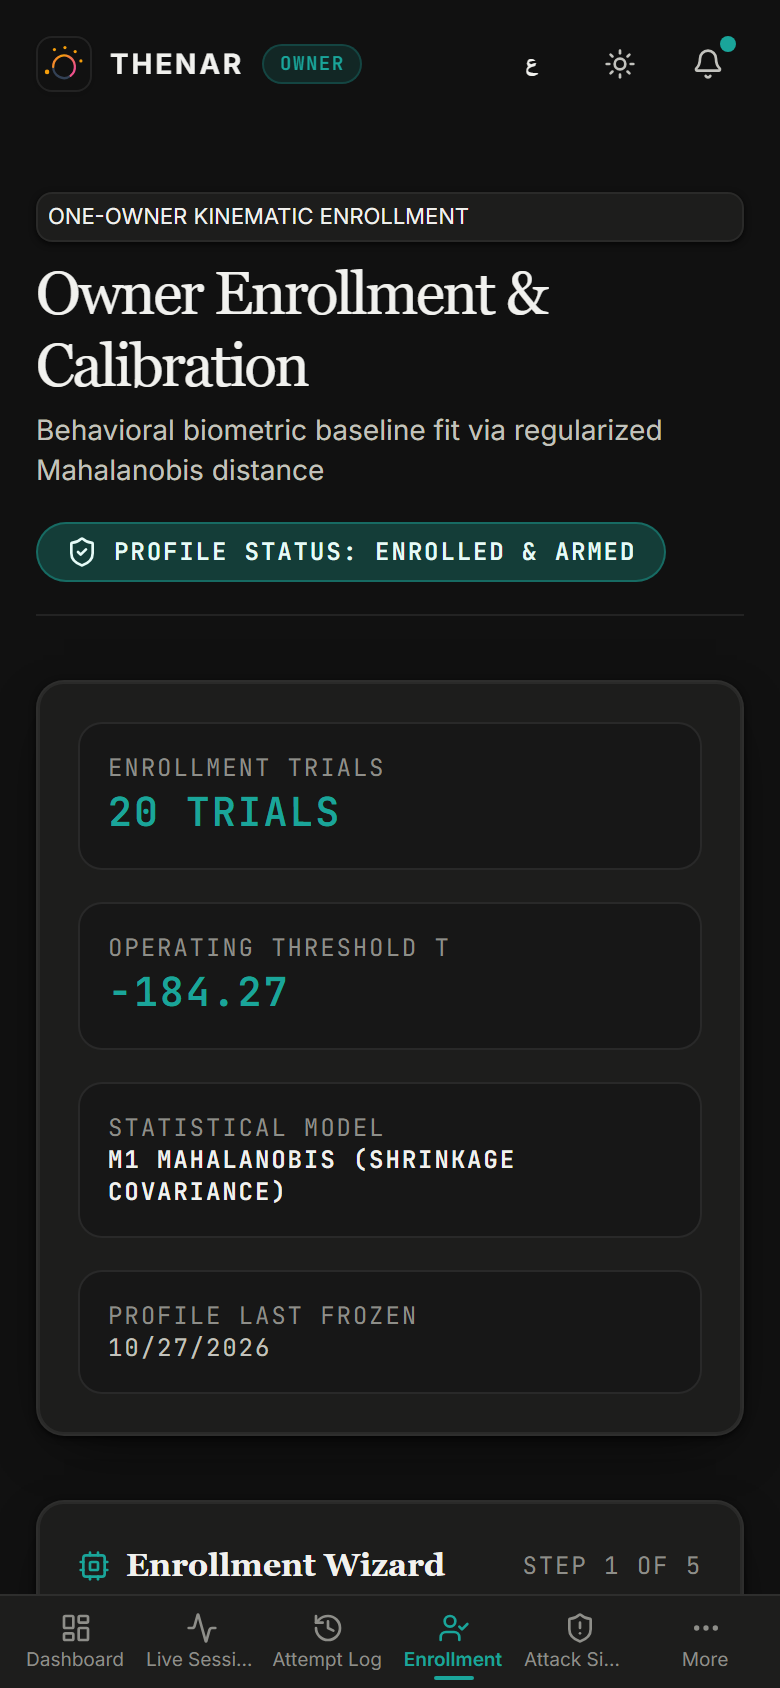 THENAR OWNER ع
ONE-OWNER KINEMATIC ENROLLMENT
Owner Enrollment &
Calibration
Behavioral biometric baseline fit via regularized
Mahalanobis distance
PROFILE STATUS: ENROLLED & ARMED
ENROLLMENT TRIALS
20 TRIALS
OPERATING THRESHOLD T
-184.27
STATISTICAL MODEL
M1 MAHALANOBIS (SHRINKAGE
COVARIANCE)
PROFILE LAST FROZEN
10/27/2026
Enrollment Wizard STEP 1 OF 5
Dashboard Live Sessi... Attempt Log Enrollment Attack Si... More